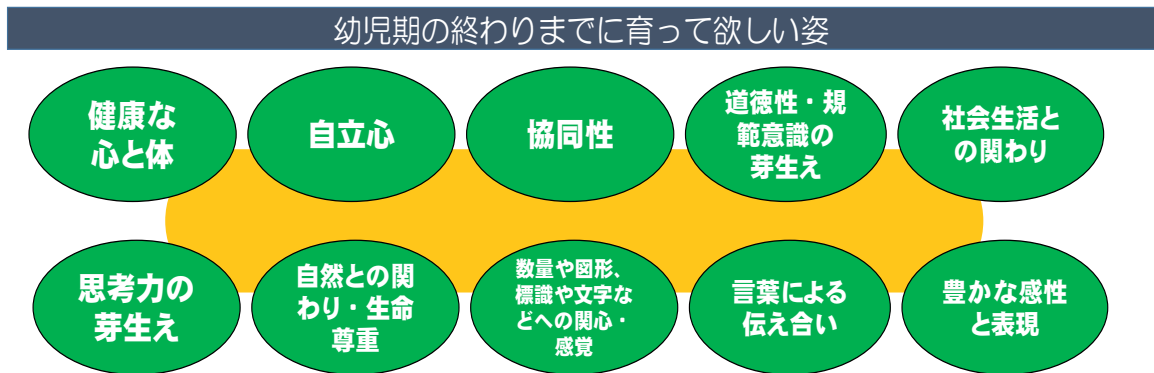 幼児期の終わりまでに育って欲しい姿
健康な
心と体
自立心
協同性
道徳性・規
範意識の
芽生え
社会生活と
の関わり
思考力の
芽生え
自然との関
わり・生命
尊重
数量や図形、
標識や文字な
どへの関心・
感覚
言葉による
伝え合い
豊かな感性
と表現